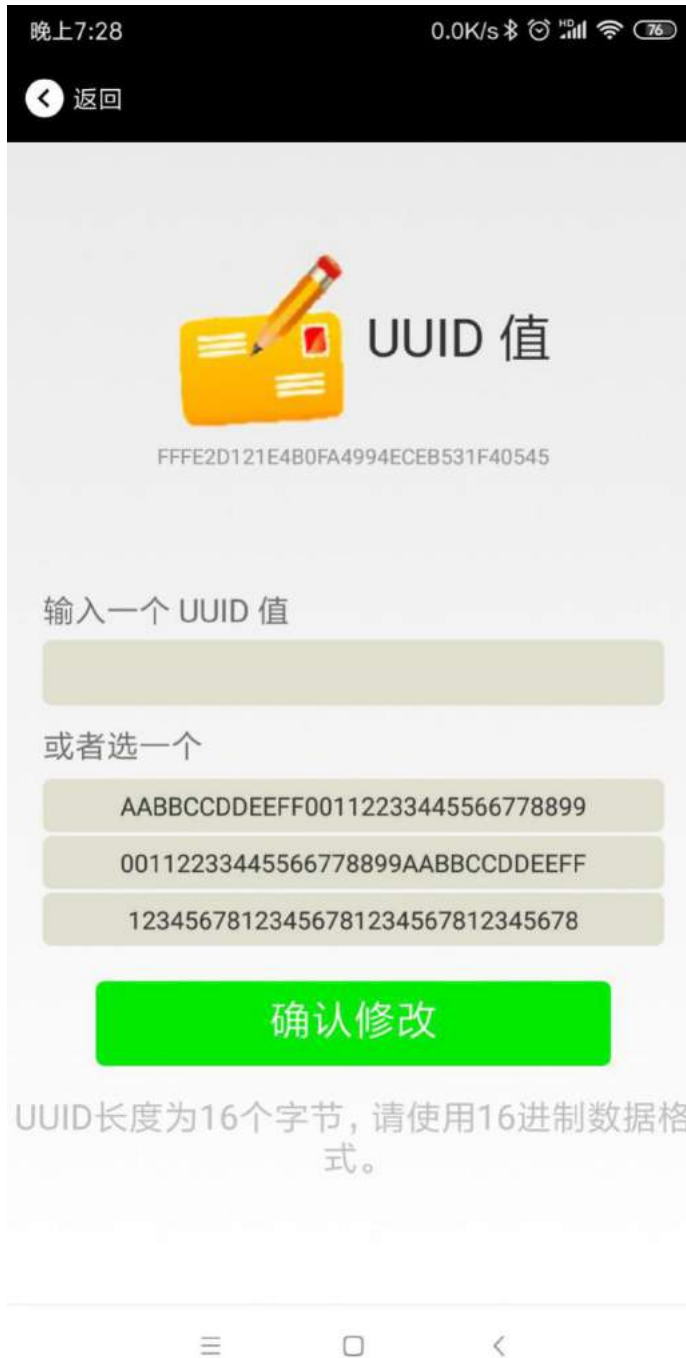 晚上7:28
0.0K/s HD 76
返回
UUID 值
FFFE2D121E4B0FA4994ECEB531F40545
输入一个 UUID 值
或者选一个
AABBCCDDEEFF00112233445566778899
00112233445566778899AABBCCDDEEFF
12345678123456781234567812345678
确认修改
UUID长度为16个字节,请使用16进制数据格
式。